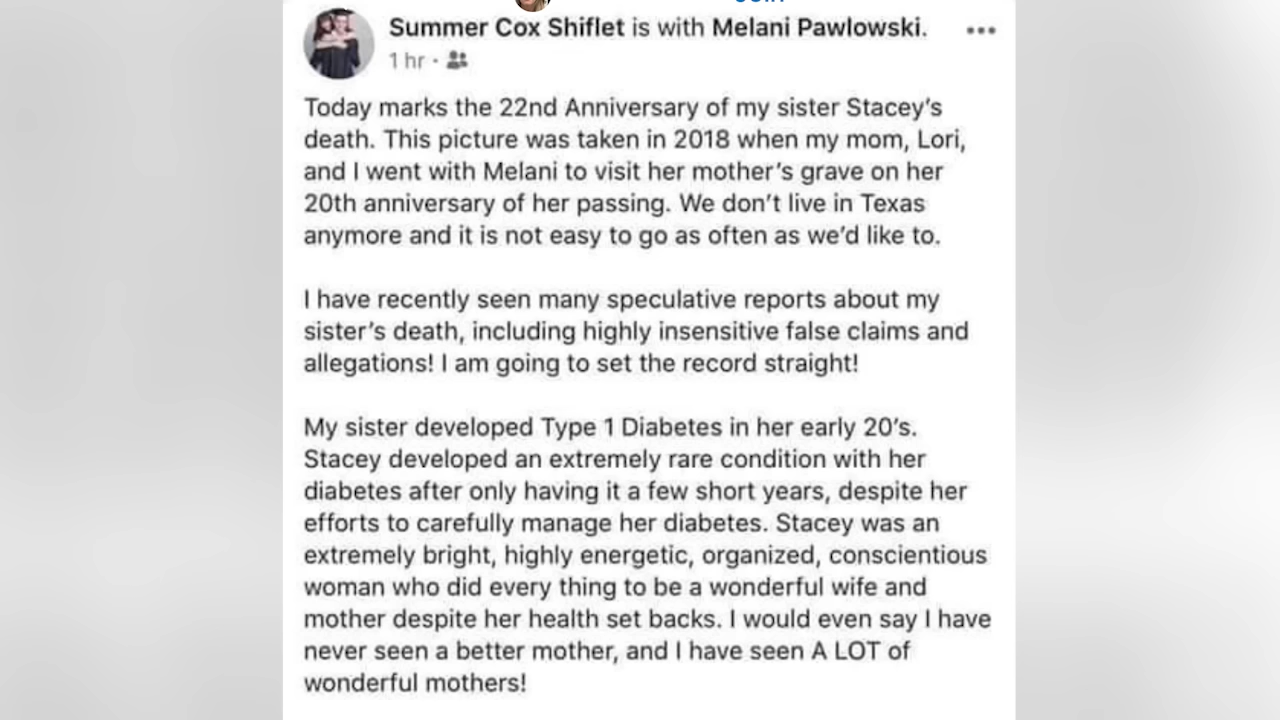 Summer Cox Shiflet is with Melani Pawlowski.
1 hr ·
Today marks the 22nd Anniversary of my sister Stacey's
death. This picture was taken in 2018 when my mom, Lori,
and I went with Melani to visit her mother's grave on her
20th anniversary of her passing. We don't live in Texas
anymore and it is not easy to go as often as we'd like to.
I have recently seen many speculative reports about my
sister's death, including highly insensitive false claims and
allegations! I am going to set the record straight!
My sister developed Type 1 Diabetes in her early 20's.
Stacey developed an extremely rare condition with her
diabetes after only having it a few short years, despite her
efforts to carefully manage her diabetes. Stacey was an
extremely bright, highly energetic, organized, conscientious
woman who did every thing to be a wonderful wife and
mother despite her health set backs. I would even say I have
never seen a better mother, and I have seen A LOT of
wonderful mothers!